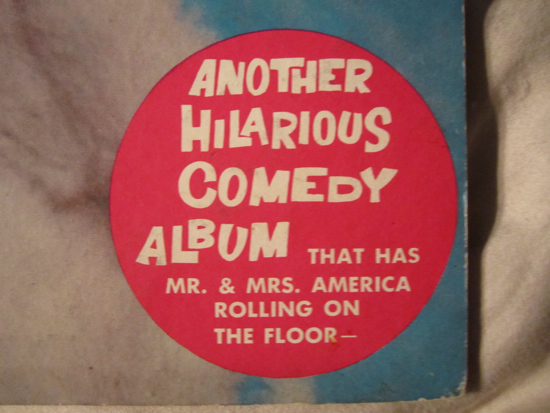 ANOTHER
HILARIOUS
COMEDY
ALBUM THAT HAS
MR. & MRS. AMERICA
ROLLING ON
THE FLOOR—